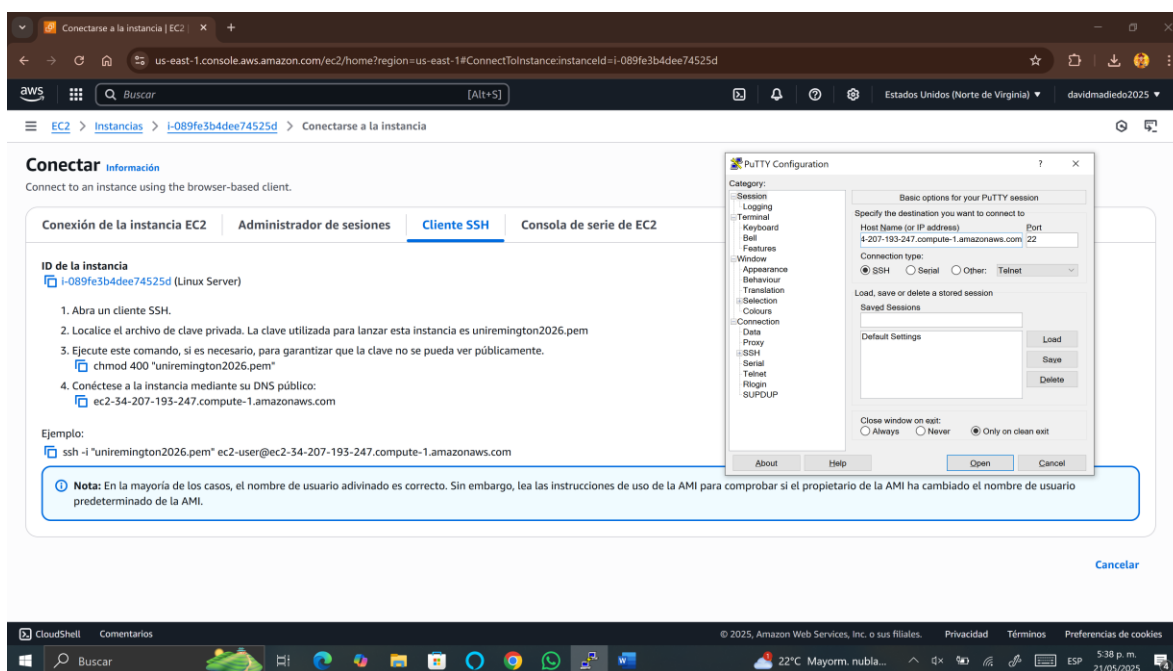 Conectarse a la instancia | EC2
us-east-1.console.aws.amazon.com/ec2/home?region=us-east-1#ConnectToInstance:instanceId=i-089fe3b4dee74525d
aws
Buscar [Alt+S]
Estados Unidos (Norte de Virginia)
davidmadiedo2025
EC2 > Instancias > i-089fe3b4dee74525d > Conectarse a la instancia
Conectar Información
Connect to an instance using the browser-based client.
Conexión de la instancia EC2
Administrador de sesiones
Cliente SSH
Consola de serie de EC2
ID de la instancia
i-089fe3b4dee74525d (Linux Server)
1. Abra un cliente SSH.
2. Localice el archivo de clave privada. La clave utilizada para lanzar esta instancia es uniremington2026.pem
3. Ejecute este comando, si es necesario, para garantizar que la clave no se pueda ver públicamente.
chmod 400 "uniremington2026.pem"
4. Conéctese a la instancia mediante su DNS público:
ec2-34-207-193-247.compute-1.amazonaws.com
Ejemplo:
ssh -i "uniremington2026.pem" ec2-user@ec2-34-207-193-247.compute-1.amazonaws.com
Nota: En la mayoría de los casos, el nombre de usuario adivinado es correcto. Sin embargo, lea las instrucciones de uso de la AMI para comprobar si el propietario de la AMI ha cambiado el nombre de usuario
predeterminado de la AMI.
Cancelar
PuTTY Configuration
? ×
Category:
Session
Logging
Terminal
Keyboard
Bell
Features
Window
Appearance
Behaviour
Translation
Selection
Colours
Connection
Data
Proxy
SSH
Serial
Telnet
Rlogin
SUPDUP
Basic options for your PuTTY session
Specify the destination you want to connect to
Host Name (or IP address) Port
4-207-193-247.compute-1.amazonaws.com 22
Connection type:
SSH Serial Other: Telnet
Load, save or delete a stored session
Saved Sessions
Default Settings
Load
Save
Delete
Close window on exit:
Always Never Only on clean exit
About Help Open Cancel
CloudShell Comentarios
© 2025, Amazon Web Services, Inc. o sus filiales. Privacidad Términos Preferencias de cookies
Buscar
22°C Mayorm. nubla...
ESP
5:38 p. m.
21/05/2025